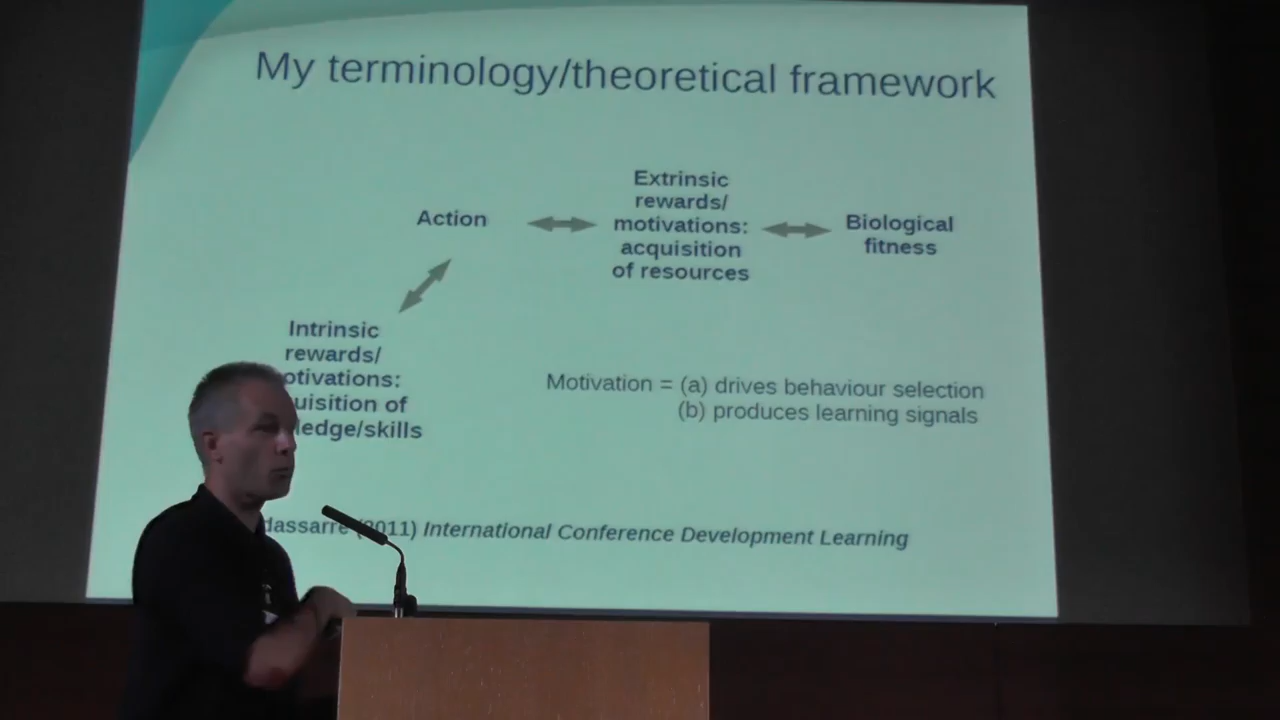 My terminology/theoretical framework
Extrinsic
rewards/
motivations:
acquisition
of resources
Action
Biological
fitness
Intrinsic
rewards/
otivations:
uisition of
ledge/skills
Motivation = (a) drives behaviour selection
(b) produces learning signals
dassarre (2011) International Conference Development Learning